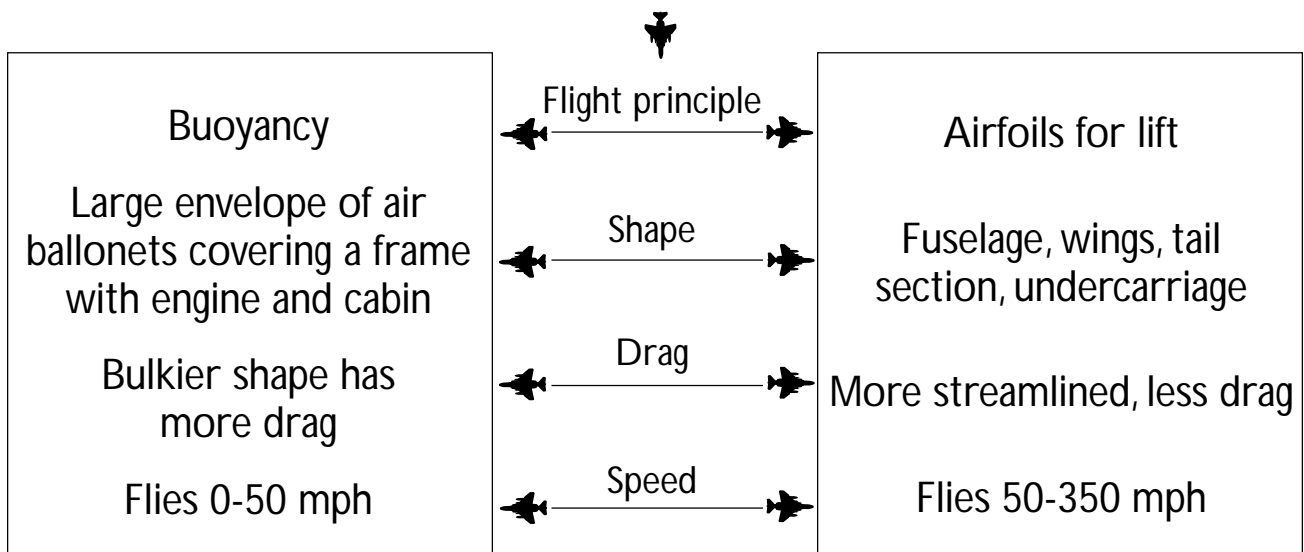 Flight principle
Buoyancy
Airfoils for lift
Large envelope of air
ballonets covering a frame
with engine and cabin
Shape
Fuselage, wings, tail
section, undercarriage
Bulkier shape has
more drag
Drag
More streamlined, less drag
Flies 0-50 mph
Speed
Flies 50-350 mph